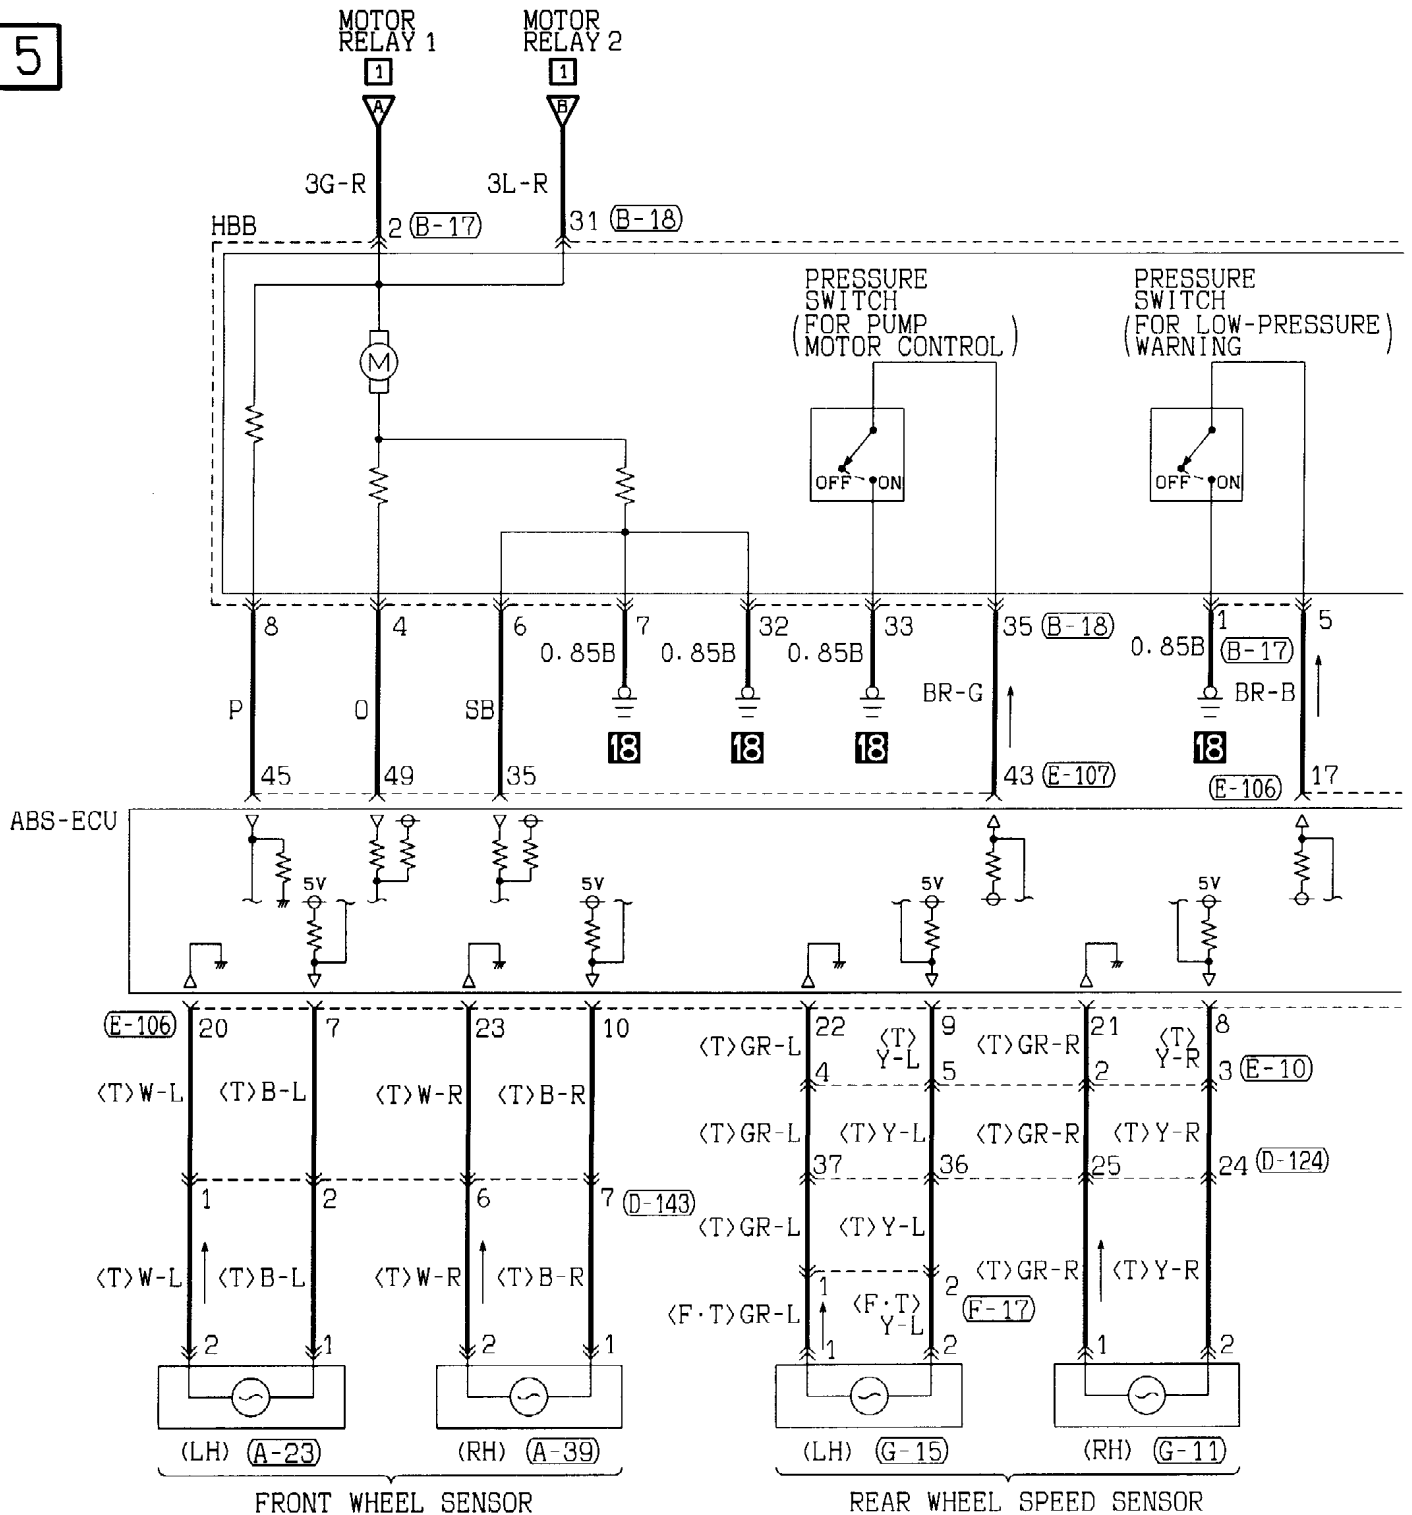 5
MOTOR
RELAY 1
MOTOR
RELAY 2
1
1
A
B
3G-R
3L-R
HBB
2 (B-17)
31 (B-18)
PRESSURE
SWITCH
(FOR PUMP
MOTOR CONTROL)
PRESSURE
SWITCH
(FOR LOW-PRESSURE)
WARNING
M
OFF ON
OFF ON
8
4
6
7
32
33
35 (B-18)
1
5
0.85B
0.85B
0.85B
0.85B
(B-17)
P
O
SB
BR-G
BR-B
18
18
18
18
45
49
35
43 (E-107)
(E-106)
17
ABS-ECU
5V
5V
5V
5V
(E-106) 20
7
23
10
22
9
21
8
<T>GR-L
<T>
Y-L
<T>GR-R
<T>
Y-R
4
5
2
3 (E-10)
<T>W-L
<T>B-L
<T>W-R
<T>B-R
<T>GR-L
<T>Y-L
<T>GR-R
<T>Y-R
37
36
25
24 (D-124)
1
2
6
7 (D-143)
<T>GR-L
<T>Y-L
<T>W-L
<T>B-L
<T>W-R
<T>B-R
<T>GR-R
<T>Y-R
1
2 (F-17)
<F·T>GR-L
<F·T>
Y-L
2
1
2
1
1
2
1
2
(LH) (A-23)
(RH) (A-39)
(LH) (G-15)
(RH) (G-11)
FRONT WHEEL SENSOR
REAR WHEEL SPEED SENSOR